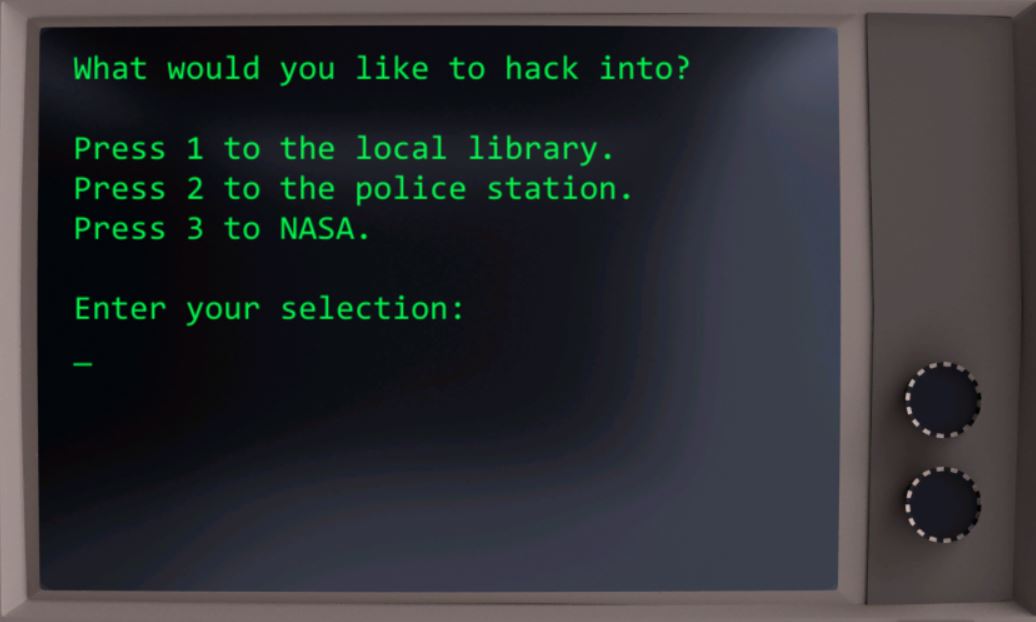 What would you like to hack into?
Press 1 to the local library.
Press 2 to the police station.
Press 3 to NASA.
Enter your selection:
_